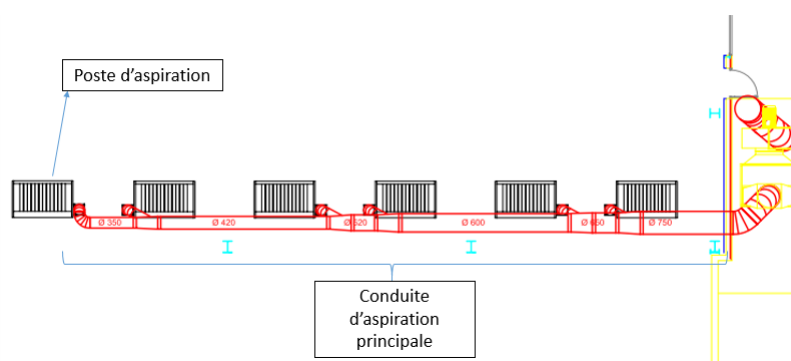 Poste d’aspiration
Ø 350
Ø 420
Ø 520
Ø 600
Ø 650
Ø 750
Conduite
d’aspiration
principale